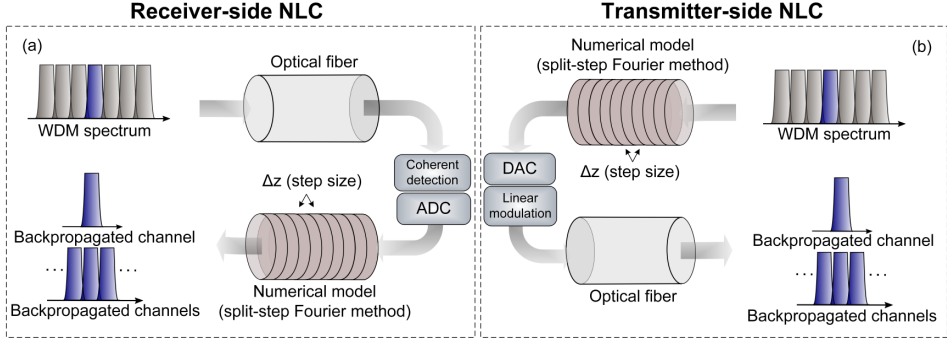 Receiver-side NLC
(a)
WDM spectrum
Optical fiber
Coherent
detection
ADC
Δz (step size)
Numerical model
(split-step Fourier method)
Backpropagated channel
...
...
Backpropagated channels
Transmitter-side NLC
(b)
Numerical model
(split-step Fourier method)
Δz (step size)
WDM spectrum
DAC
Linear
modulation
Optical fiber
Backpropagated channel
...
...
Backpropagated channels